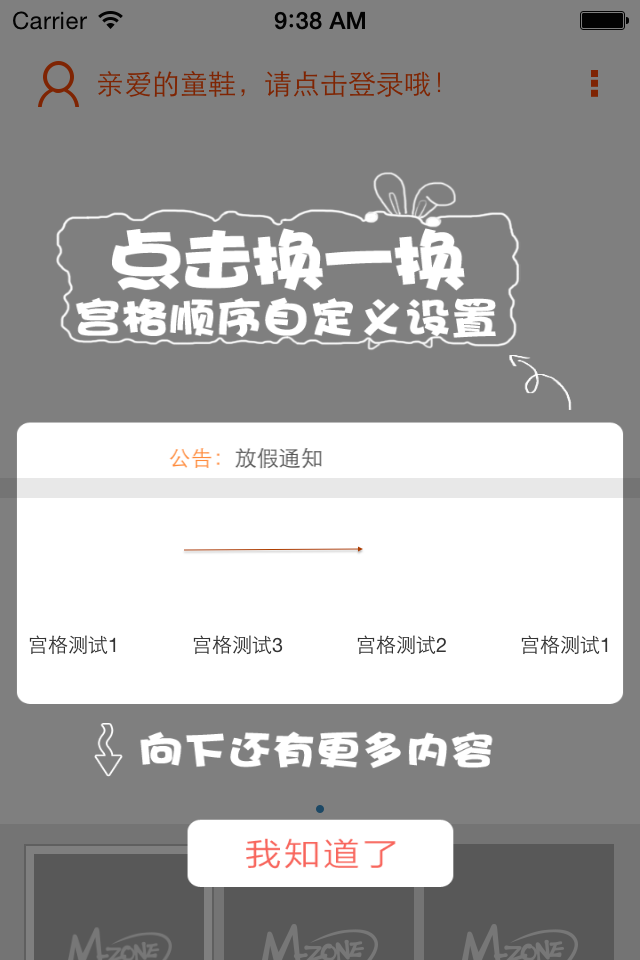 Carrier 9:38 AM
亲爱的童鞋，请点击登录哦！
点击换一换
宫格顺序自定义设置
公告：放假通知
宫格测试1 宫格测试3 宫格测试2 宫格测试1
向下还有更多内容
我知道了
M-ZONE M-ZONE M-ZONE